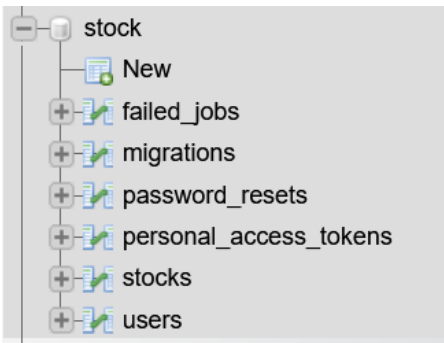 stock
New
failed_jobs
migrations
password_resets
personal_access_tokens
stocks
users